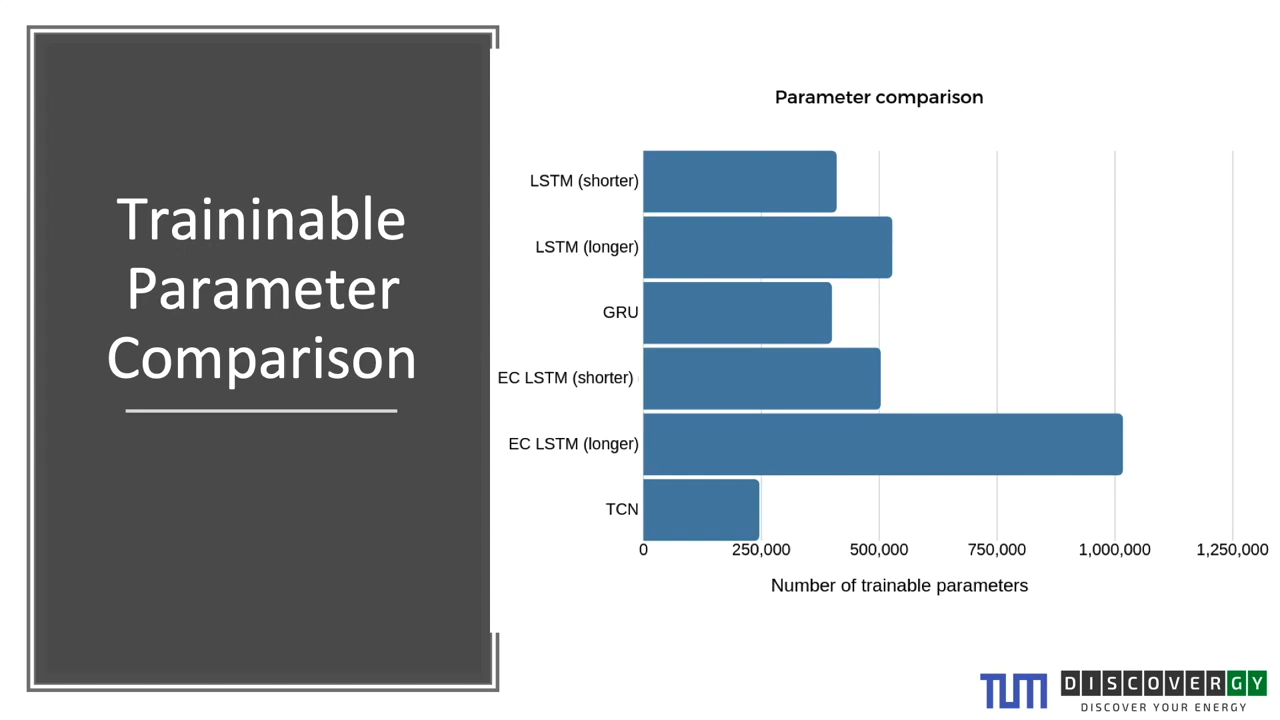 Traininable
Parameter
Comparison
Parameter comparison
LSTM (shorter)
LSTM (longer)
GRU
EC LSTM (shorter)
EC LSTM (longer)
TCN
0 250,000 500,000 750,000 1,000,000 1,250,000
Number of trainable parameters
TUM
DISCOVERGY
DISCOVER YOUR ENERGY